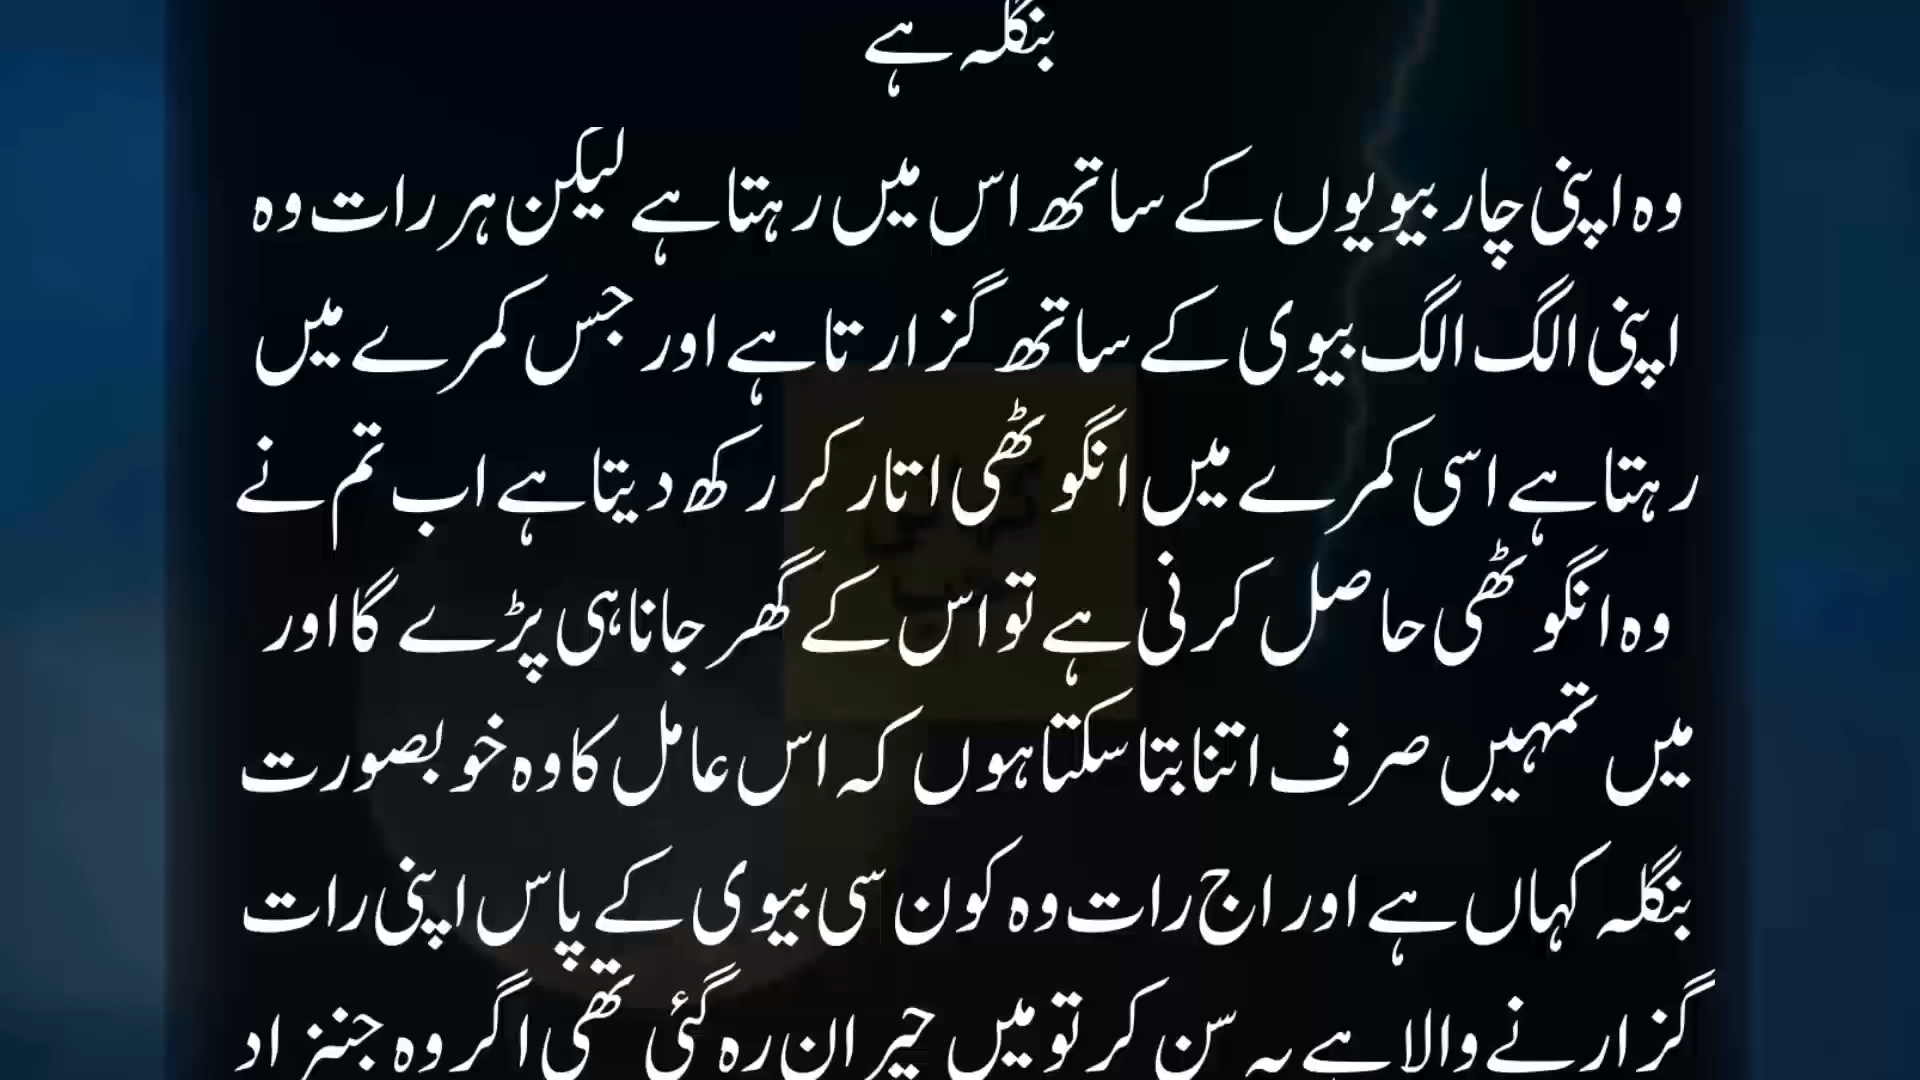 بنگلہ ہے
وہ اپنی چار بیویوں کے ساتھ اس میں رہتا ہے لیکن ہر رات وہ
اپنی الگ الگ بیوی کے ساتھ گزارتا ہے اور جس کمرے میں
رہتا ہے اسی کمرے میں انگوٹھی اتار کر رکھ دیتا ہے اب تم نے
وہ انگوٹھی حاصل کرنی ہے تو اس کے گھر جانا ہی پڑے گا اور
میں تمہیں صرف اتنا بتا سکتا ہوں کہ اس عامل کا وہ خوبصورت
بنگلہ کہاں ہے اور اج رات وہ کون سی بیوی کے پاس اپنی رات
گزارنے والا ہے یہ سن کر تو میں حیران رہ گئی تھی اگر وہ جنزاد